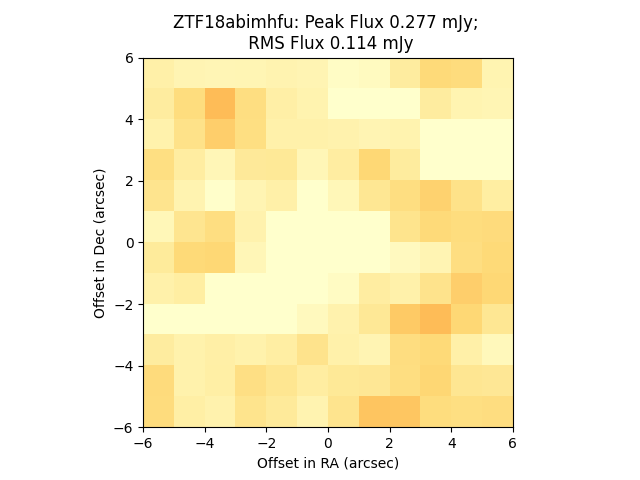 ZTF18abimhfu: Peak Flux 0.277 mJy;
RMS Flux 0.114 mJy
6
4
2
0
−2
−4
−6
Offset in Dec (arcsec)
−6 −4 −2 0 2 4 6
Offset in RA (arcsec)